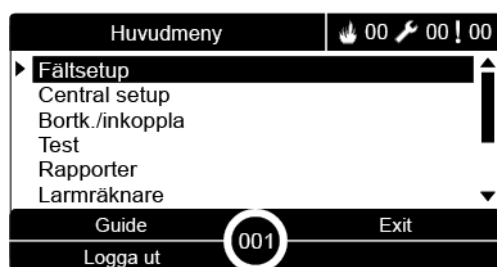 Huvudmeny 00 00 00
Fältsetup
Central setup
Bortk./inkoppla
Test
Rapporter
Larmräknare
Guide Exit
001
Logga ut